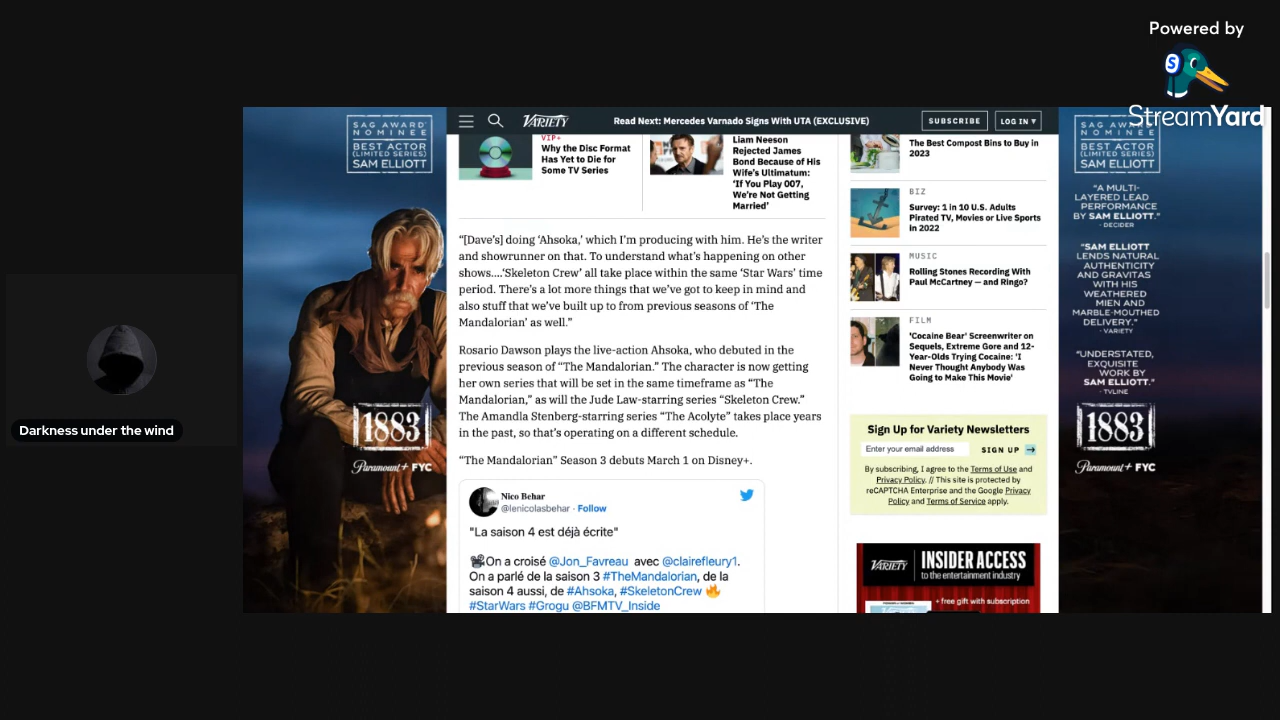 Powered by
StreamYard
Darkness under the wind
SAG AWARD
NOMINEE
BEST ACTOR
(LIMITED SERIES)
SAM ELLIOTT
1883
Paramount+ FYC
VARIETY
Read Next: Mercedes Varnado Signs With UTA (EXCLUSIVE)
SUBSCRIBE
LOG IN ▾
VIP+
Why the Disc Format
Has Yet to Die for
Some TV Series
Liam Neeson
Rejected James
Bond Because of His
Wife's Ultimatum:
'If You Play 007,
We're Not Getting
Married'
“[Dave's] doing ‘Ahsoka,’ which I'm producing with him. He's the writer
and showrunner on that. To understand what's happening on other
shows....‘Skeleton Crew’ all take place within the same ‘Star Wars’ time
period. There's a lot more things that we've got to keep in mind and
also stuff that we've built up to from previous seasons of ‘The
Mandalorian’ as well.”
Rosario Dawson plays the live-action Ahsoka, who debuted in the
previous season of “The Mandalorian.” The character is now getting
her own series that will be set in the same timeframe as “The
Mandalorian,” as will the Jude Law-starring series “Skeleton Crew.”
The Amandla Stenberg-starring series “The Acolyte” takes place years
in the past, so that's operating on a different schedule.
“The Mandalorian” Season 3 debuts March 1 on Disney+.
Nico Behar
@lenicolasbehar · Follow
"La saison 4 est déjà écrite"
On a croisé @Jon_Favreau avec @clairefleury1.
On a parlé de la saison 3 #TheMandalorian, de la
saison 4 aussi, de #Ahsoka, #SkeletonCrew 🔥
#StarWars #Grogu @BFMTV_Inside
The Best Compost Bins to Buy in
2023
BIZ
Survey: 1 in 10 U.S. Adults
Pirated TV, Movies or Live Sports
in 2022
MUSIC
Rolling Stones Recording With
Paul McCartney — and Ringo?
FILM
'Cocaine Bear' Screenwriter on
Sequels, Extreme Gore and 12-
Year-Olds Trying Cocaine: 'I
Never Thought Anybody Was
Going to Make This Movie'
Sign Up for Variety Newsletters
Enter your email address
SIGN UP →
By subscribing, I agree to the Terms of Use and
Privacy Policy. // This site is protected by
reCAPTCHA Enterprise and the Google Privacy
Policy and Terms of Service apply.
VARIETY
INSIDER ACCESS
to the entertainment industry
+ free gift with subscription
SAG AWARD
NOMINEE
BEST ACTOR
(LIMITED SERIES)
SAM ELLIOTT
“A MULTI-
LAYERED LEAD
PERFORMANCE
BY SAM ELLIOTT.”
- DECIDER
“SAM ELLIOTT
LENDS NATURAL
AUTHENTICITY
AND GRAVITAS
WITH HIS
WEATHERED
MIEN AND
MARBLE-MOUTHED
DELIVERY.”
- VARIETY
“UNDERSTATED,
EXQUISITE
WORK BY
SAM ELLIOTT.”
- TVLINE
1883
Paramount+ FYC